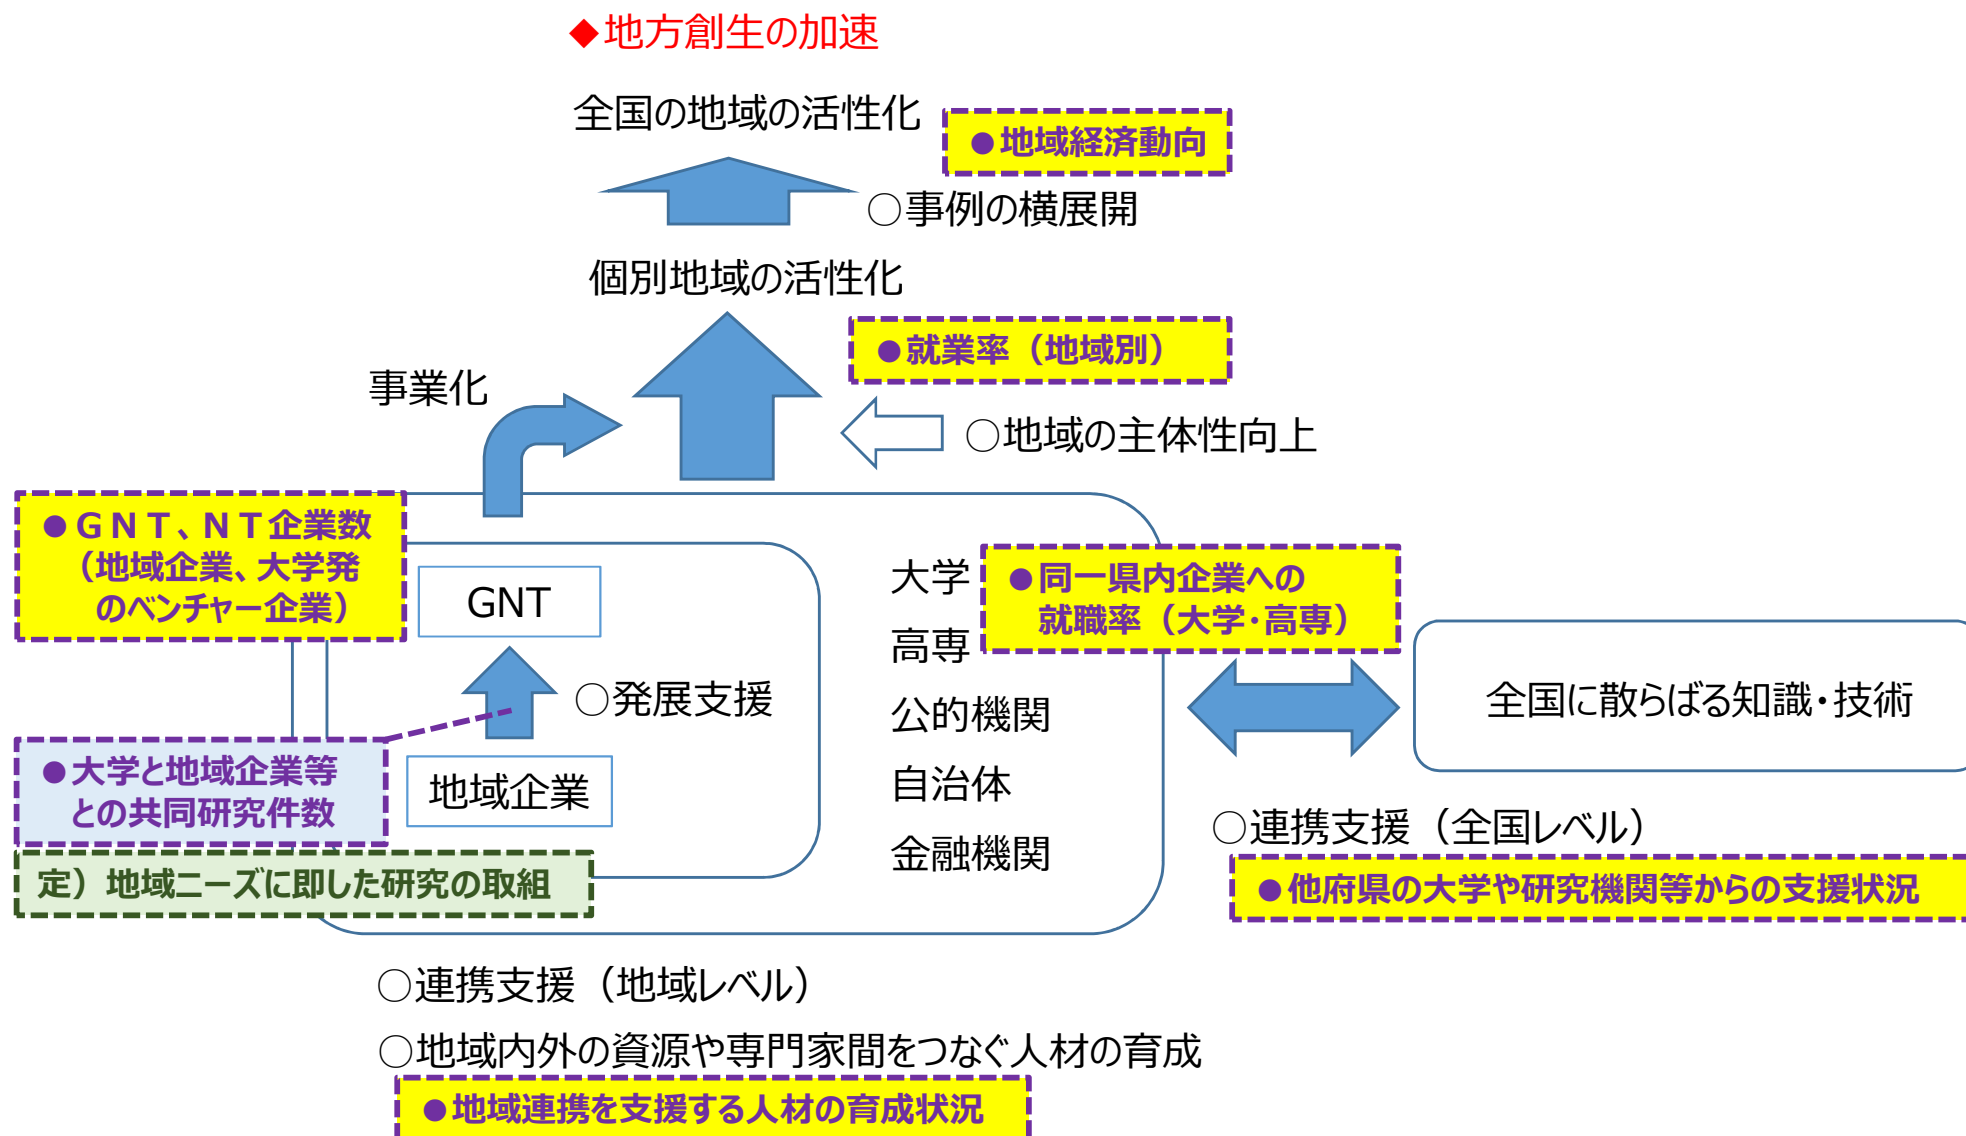 ◆地方創生の加速
全国の地域の活性化
●地域経済動向
○事例の横展開
個別地域の活性化
●就業率（地域別）
事業化
○地域の主体性向上
●ＧＮＴ、ＮＴ企業数
（地域企業、大学発
のベンチャー企業）
GNT
○発展支援
地域企業
●大学と地域企業等
との共同研究件数
定）地域ニーズに即した研究の取組
大学
高専
公的機関
自治体
金融機関
●同一県内企業への
就職率（大学・高専）
全国に散らばる知識・技術
○連携支援（全国レベル）
●他府県の大学や研究機関等からの支援状況
○連携支援（地域レベル）
○地域内外の資源や専門家間をつなぐ人材の育成
●地域連携を支援する人材の育成状況